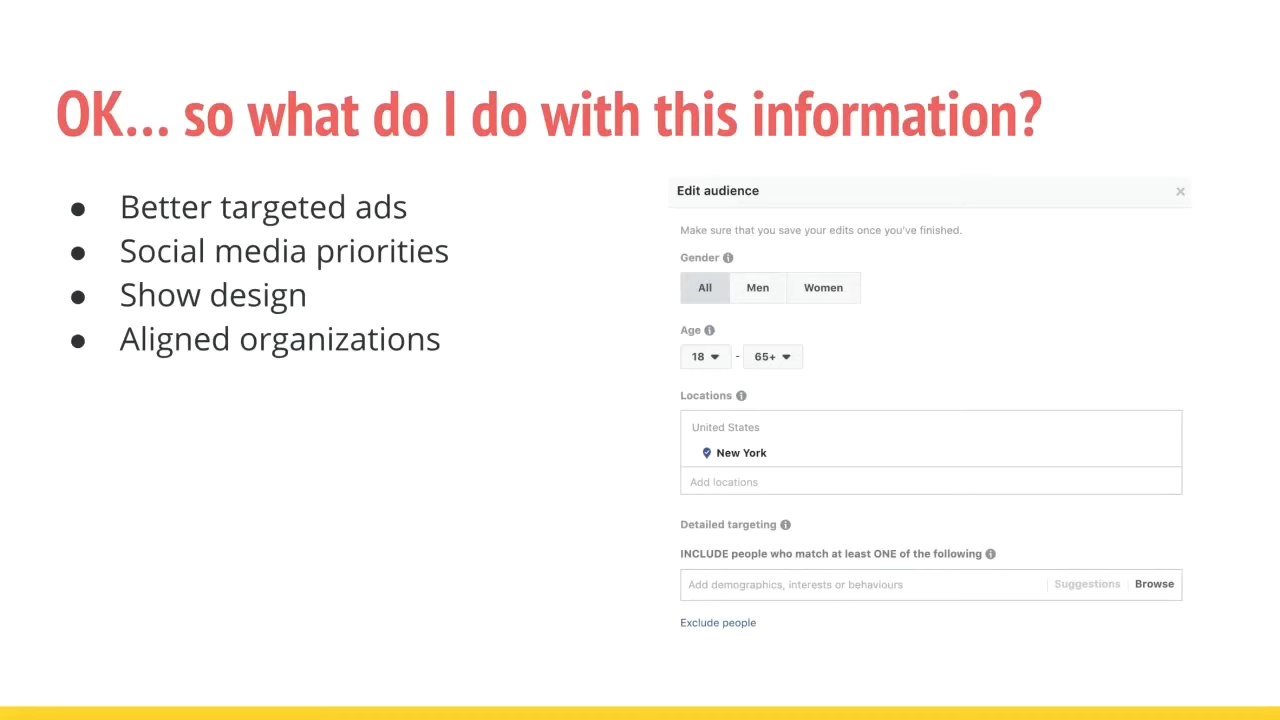 OK... so what do I do with this information?
● Better targeted ads
● Social media priorities
● Show design
● Aligned organizations
Edit audience ×
Make sure that you save your edits once you've finished.
Gender
All Men Women
Age
18 - 65+
Locations
United States
New York
Add locations
Detailed targeting
INCLUDE people who match at least ONE of the following
Add demographics, interests or behaviours Suggestions Browse
Exclude people